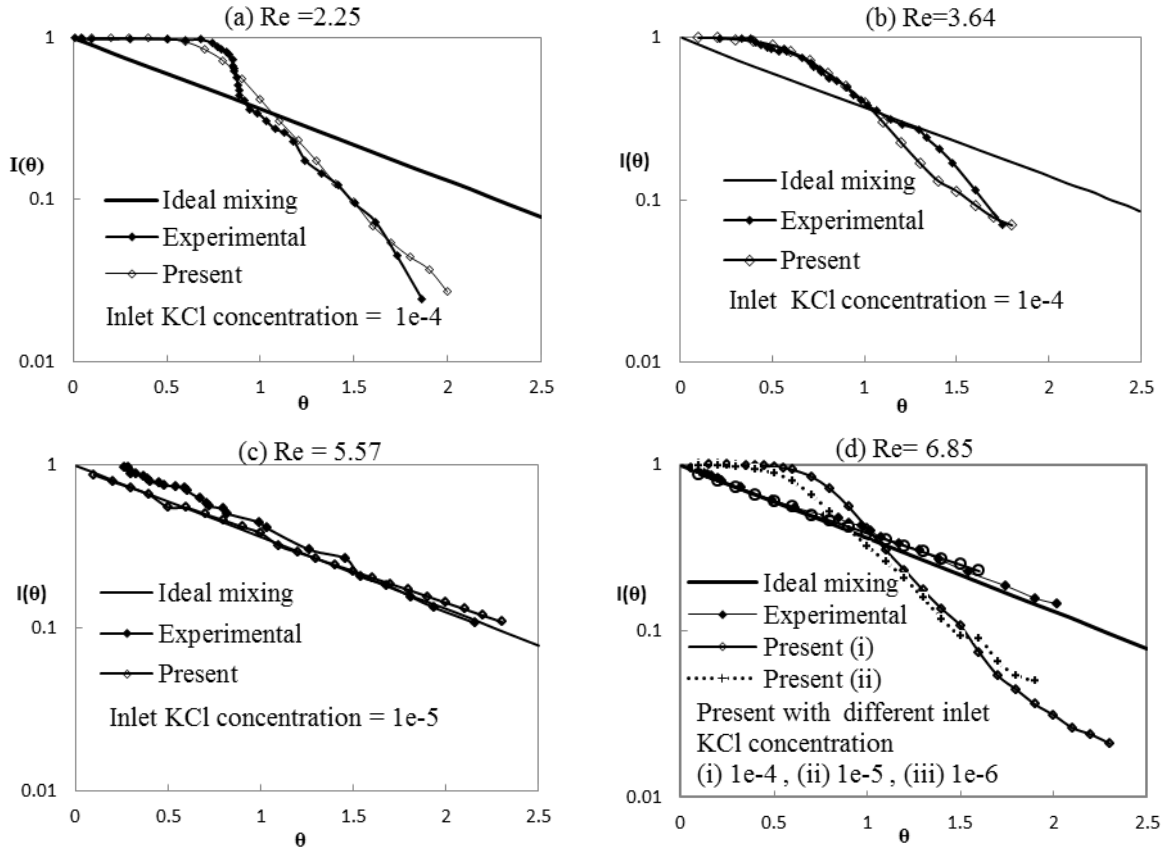 (a) Re =2.25
1
I(θ)
0.1
0.01
Ideal mixing
Experimental
Present
Inlet KCl concentration = 1e-4
0 0.5 1 1.5 2 2.5
θ
(b) Re=3.64
1
I(θ)
0.1
0.01
Ideal mixing
Experimental
Present
Inlet KCl concentration = 1e-4
0 0.5 1 1.5 2 2.5
θ
(c) Re = 5.57
1
I(θ)
0.1
0.01
Ideal mixing
Experimental
Present
Inlet KCl concentration = 1e-5
0 0.5 1 1.5 2 2.5
θ
(d) Re= 6.85
1
I(θ)
0.1
0.01
Ideal mixing
Experimental
Present (i)
Present (ii)
Present with different inlet
KCl concentration
(i) 1e-4 , (ii) 1e-5 , (iii) 1e-6
0 0.5 1 1.5 2 2.5
θ